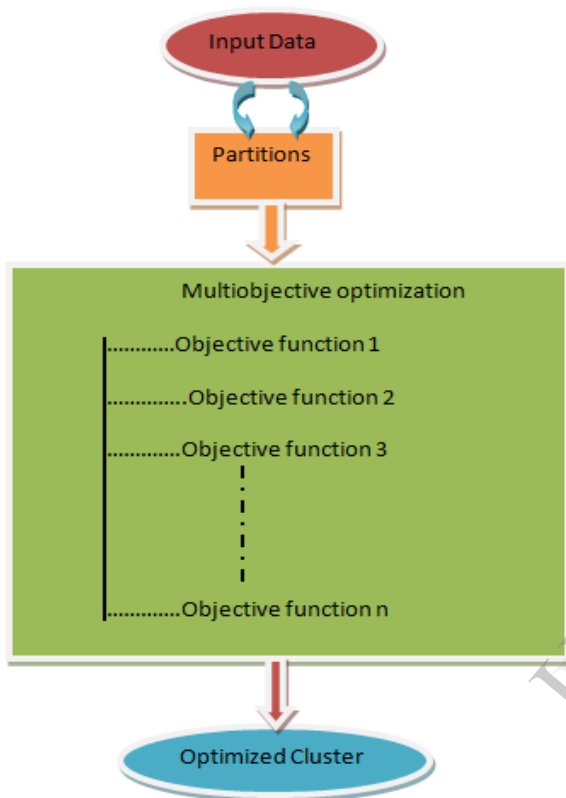 Input Data
Partitions
Multiobjective optimization
............Objective function 1
..............Objective function 2
.............Objective function 3
.............Objective function n
Optimized Cluster